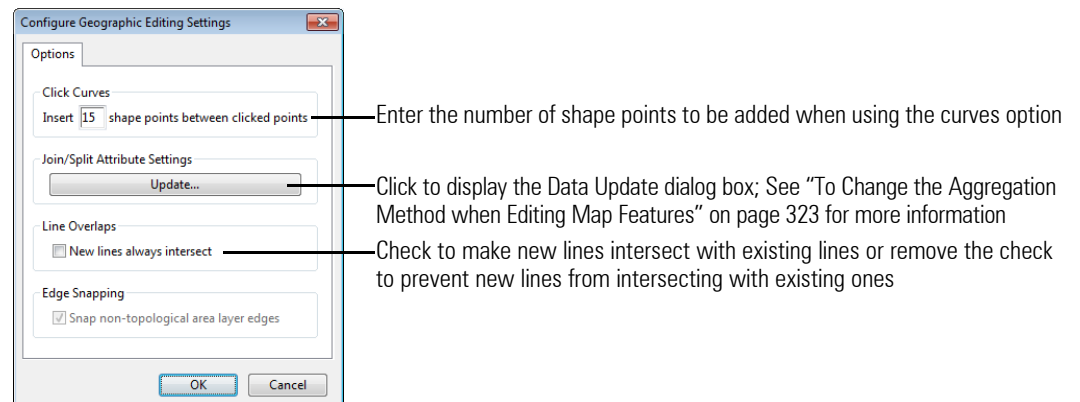 Configure Geographic Editing Settings
Options
Click Curves
Insert 15 shape points between clicked points
Enter the number of shape points to be added when using the curves option
Join/Split Attribute Settings
Update...
Click to display the Data Update dialog box; See “To Change the Aggregation
Method when Editing Map Features” on page 323 for more information
Line Overlaps
New lines always intersect
Check to make new lines intersect with existing lines or remove the check
to prevent new lines from intersecting with existing ones
Edge Snapping
Snap non-topological area layer edges
OK Cancel